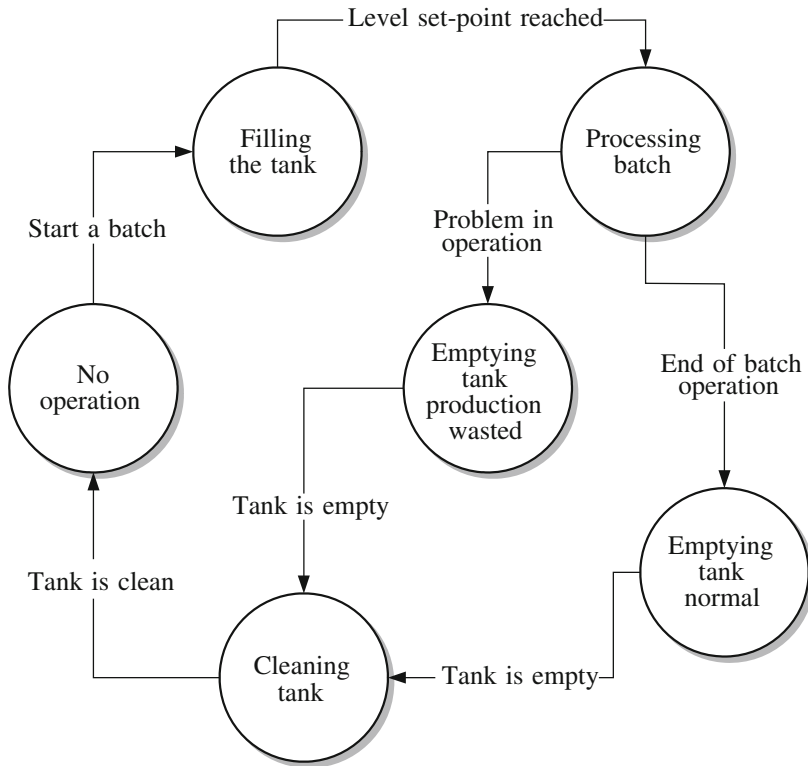 Level set-point reached
Filling
the tank
Processing
batch
Start a batch
Problem in
operation
No
operation
Emptying
tank
production
wasted
End of batch
operation
Tank is empty
Tank is clean
Emptying
tank
normal
Cleaning
tank
Tank is empty